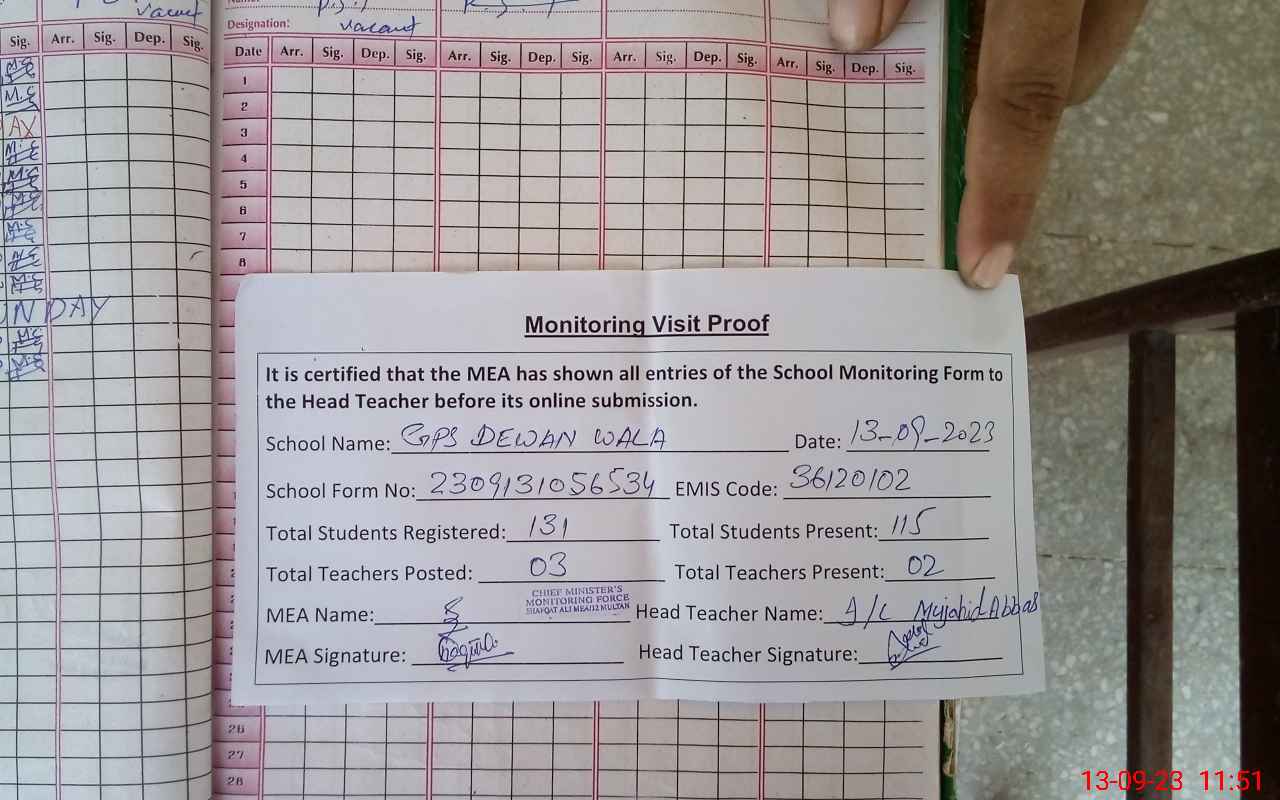 vacant
Designation: vacant
Sig. Arr. Sig. Dep. Sig.
Date Arr. Sig. Dep. Sig. Arr. Sig. Dep. Sig. Arr. Sig. Dep. Sig. Arr. Sig. Dep. Sig.
1
2
3
4
5
6
7
8
Monitoring Visit Proof
It is certified that the MEA has shown all entries of the School Monitoring Form to
the Head Teacher before its online submission.
School Name: GPS DEWAN WALA Date: 13-09-2023
School Form No: 2309131056534 EMIS Code: 36120102
Total Students Registered: 131 Total Students Present: 115
Total Teachers Posted: 03 Total Teachers Present: 02
CHIEF MINISTER'S
MONITORING FORCE
SHAFQAT ALI MEA#12 MULTAN
MEA Name: Head Teacher Name: I/C Mujahid Abbas
MEA Signature: Head Teacher Signature:
26
27
28
13-09-23 11:51